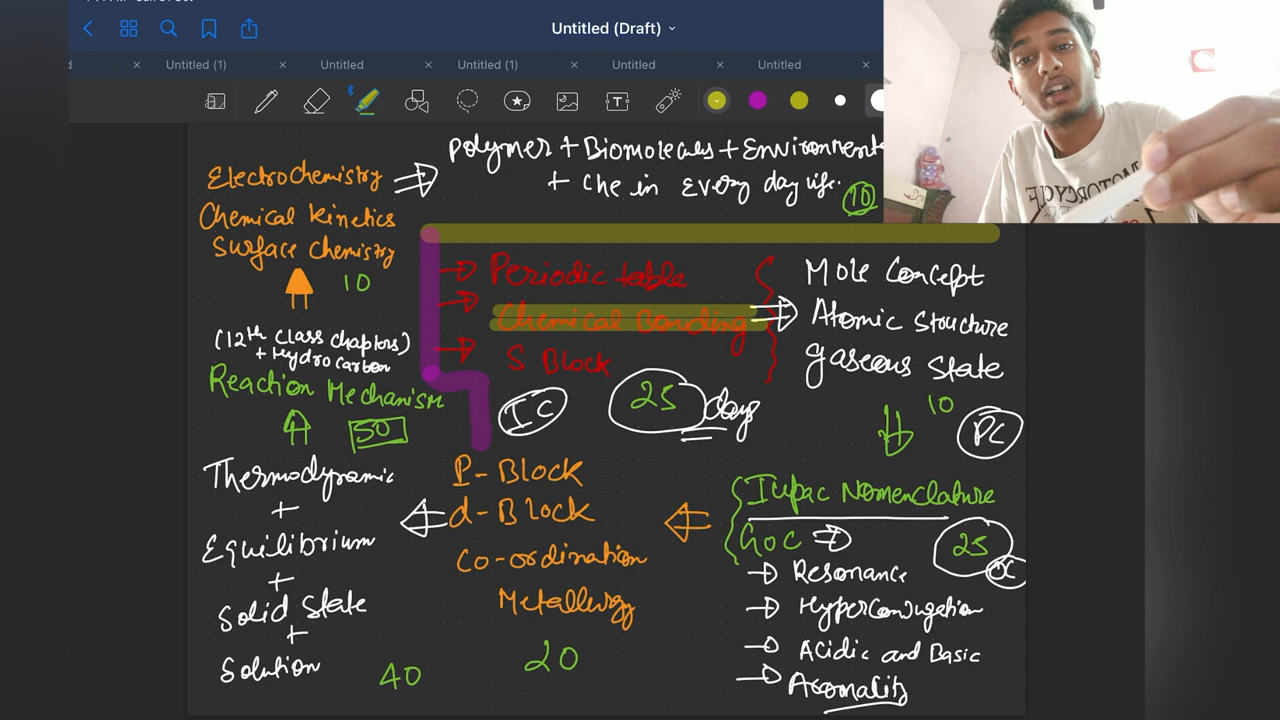 Untitled (Draft)
Untitled (1)
Untitled
Untitled (1)
Untitled
Untitled
Polymer + Biomolecules + Environmental
+ Che in Every day life.
10
Electrochemistry
Chemical kinetics
Surface Chemistry
10
(12th class chapters)
+ Hydrocarbon
Reaction Mechanism
50
Periodic table
Chemical Bonding
S Block
IC
25 days
Mole Concept
Atomic Structure
Gaseous State
10
PC
Iupac Nomenclature
GOC
25
OC
Resonance
Hyperconjugation
Acidic and Basic
Aromality
P-Block
d-Block
Co-ordination
Metallurgy
20
Thermodynamic
+
Equilibrium
+
Solid State
+
Solution
40